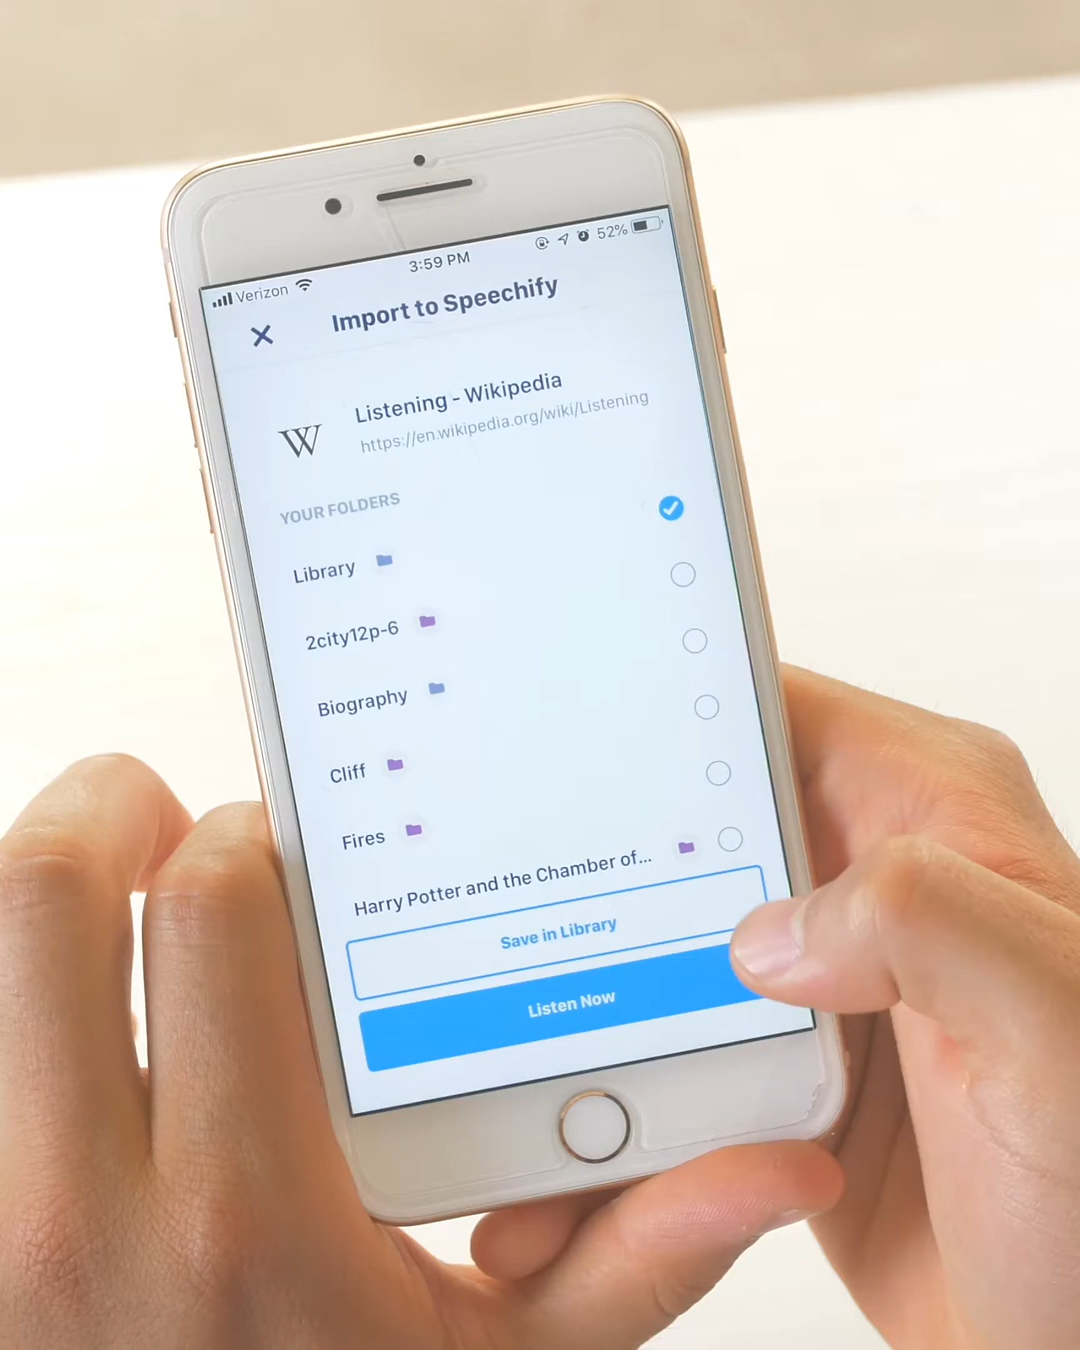 Verizon 3:59 PM 52%
Import to Speechify
W
Listening - Wikipedia
https://en.wikipedia.org/wiki/Listening
YOUR FOLDERS
Library
2city12p-6
Biography
Cliff
Fires
Harry Potter and the Chamber of...
Save in Library
Listen Now